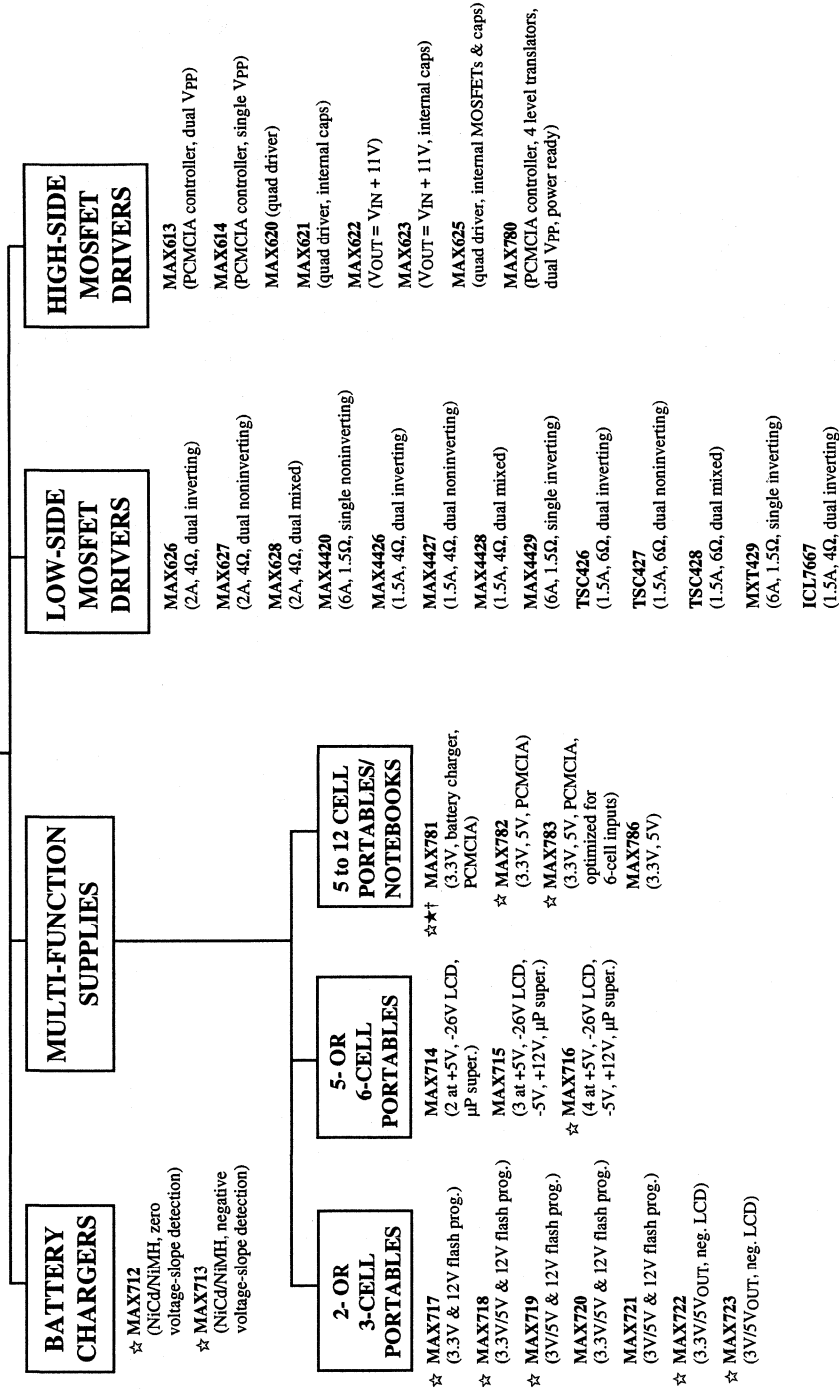 BATTERY
CHARGERS
☆ MAX712
(NiCd/NiMH, zero
voltage-slope detection)
☆ MAX713
(NiCd/NiMH, negative
voltage-slope detection)
MULTI-FUNCTION
SUPPLIES
2- OR
3-CELL
PORTABLES
☆ MAX717
(3.3V & 12V flash prog.)
☆ MAX718
(3.3V/5V & 12V flash prog.)
☆ MAX719
(3V/5V & 12V flash prog.)
MAX720
(3.3V/5V & 12V flash prog.)
MAX721
(3V/5V & 12V flash prog.)
☆ MAX722
(3.3V/5VOUT, neg. LCD)
☆ MAX723
(3V/5VOUT, neg. LCD)
5- OR
6-CELL
PORTABLES
MAX714
(2 at +5V, -26V LCD,
µP super.)
MAX715
(3 at +5V, -26V LCD,
-5V, +12V, µP super.)
☆ MAX716
(4 at +5V, -26V LCD,
-5V, +12V, µP super.)
5 to 12 CELL
PORTABLES/
NOTEBOOKS
☆★† MAX781
(3.3V, battery charger,
PCMCIA)
☆ MAX782
(3.3V, 5V, PCMCIA)
☆ MAX783
(3.3V, 5V, PCMCIA,
optimized for
6-cell inputs)
MAX786
(3.3V, 5V)
LOW-SIDE
MOSFET
DRIVERS
MAX626
(2A, 4Ω, dual inverting)
MAX627
(2A, 4Ω, dual noninverting)
MAX628
(2A, 4Ω, dual mixed)
MAX4420
(6A, 1.5Ω, single noninverting)
MAX4426
(1.5A, 4Ω, dual inverting)
MAX4427
(1.5A, 4Ω, dual noninverting)
MAX4428
(1.5A, 4Ω, dual mixed)
MAX4429
(6A, 1.5Ω, single inverting)
TSC426
(1.5A, 6Ω, dual inverting)
TSC427
(1.5A, 6Ω, dual noninverting)
TSC428
(1.5A, 6Ω, dual mixed)
MXT429
(6A, 1.5Ω, single inverting)
ICL7667
(1.5A, 4Ω, dual inverting)
HIGH-SIDE
MOSFET
DRIVERS
MAX613
(PCMCIA controller, dual VPP)
MAX614
(PCMCIA controller, single VPP)
MAX620 (quad driver)
MAX621
(quad driver, internal caps)
MAX622
(VOUT = VIN + 11V)
MAX623
(VOUT = VIN + 11V, internal caps)
MAX625
(quad driver, internal MOSFETs & caps)
MAX780
(PCMCIA controller, 4 level translators,
dual VPP, power ready)